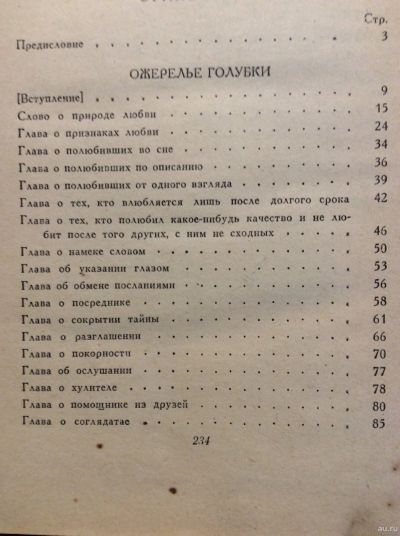 Стр.
Предисловие . . . . . . . . . . . . 3
ОЖЕРЕЛЬЕ ГОЛУБКИ
[Вступление] . . . . . . . . . . . . 9
Слово о природе любви . . . . . . . . . 15
Глава о признаках любви . . . . . . . . 24
Глава о полюбивших во сне . . . . . . . 34
Глава о полюбивших по описанию . . . . . 36
Глава о полюбивших от одного взгляда . . . . 39
Глава о тех, кто влюбляется лишь после долгого срока 42
Глава о тех, кто полюбил какое-нибудь качество и не лю-
бит после того других, с ним не сходных . . . . 46
Глава о намеке словом . . . . . . . . . 50
Глава об указании глазом . . . . . . . . 53
Глава об обмене посланиями . . . . . . . 56
Глава о посреднике . . . . . . . . . . 58
Глава о сокрытии тайны . . . . . . . . 61
Глава о разглашении . . . . . . . . . . 66
Глава о покорности . . . . . . . . . . 70
Глава об ослушании . . . . . . . . . . 77
Глава о хулителе . . . . . . . . . . . 78
Глава о помощнике из друзей . . . . . . . 80
Глава о соглядатае . . . . . . . . . . 85
234
au.ru